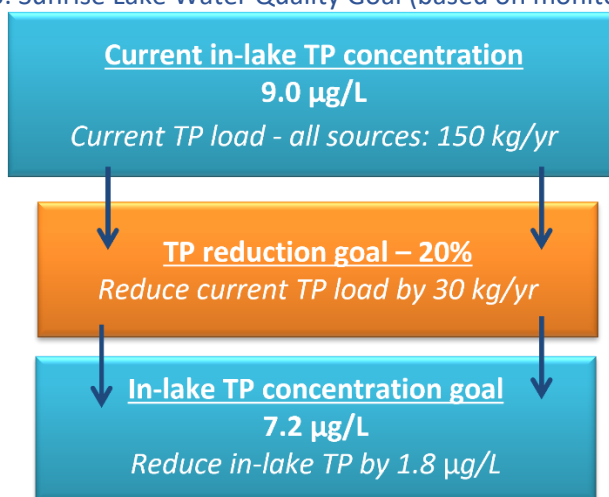 Sunrise Lake Water Quality Goal (based on
Current in-lake TP concentration
9.0 µg/L
Current TP load - all sources: 150 kg/yr
TP reduction goal – 20%
Reduce current TP load by 30 kg/yr
In-lake TP concentration goal
7.2 µg/L
Reduce in-lake TP by 1.8 µg/L